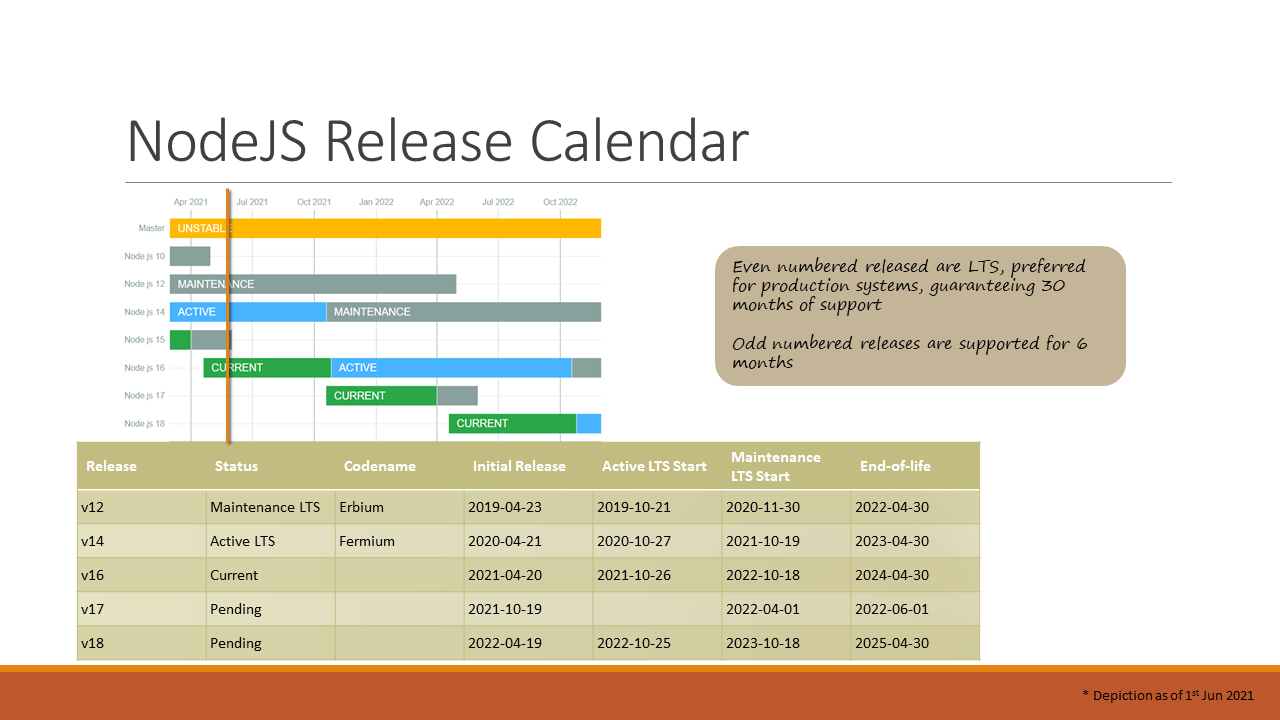 NodeJS Release Calendar
Apr 2021 Jul 2021 Oct 2021 Jan 2022 Apr 2022 Jul 2022 Oct 2022
Master UNSTABLE
Node.js 10
Node.js 12 MAINTENANCE
Node.js 14 ACTIVE MAINTENANCE
Node.js 15
Node.js 16 CURRENT ACTIVE
Node.js 17 CURRENT
Node.js 18 CURRENT
Even numbered released are LTS, preferred
for production systems, guaranteeing 30
months of support
Odd numbered releases are supported for 6
months
Release Status Codename Initial Release Active LTS Start Maintenance LTS Start End-of-life
v12 Maintenance LTS Erbium 2019-04-23 2019-10-21 2020-11-30 2022-04-30
v14 Active LTS Fermium 2020-04-21 2020-10-27 2021-10-19 2023-04-30
v16 Current 2021-04-20 2021-10-26 2022-10-18 2024-04-30
v17 Pending 2021-10-19 2022-04-01 2022-06-01
v18 Pending 2022-04-19 2022-10-25 2023-10-18 2025-04-30
* Depiction as of 1st Jun 2021